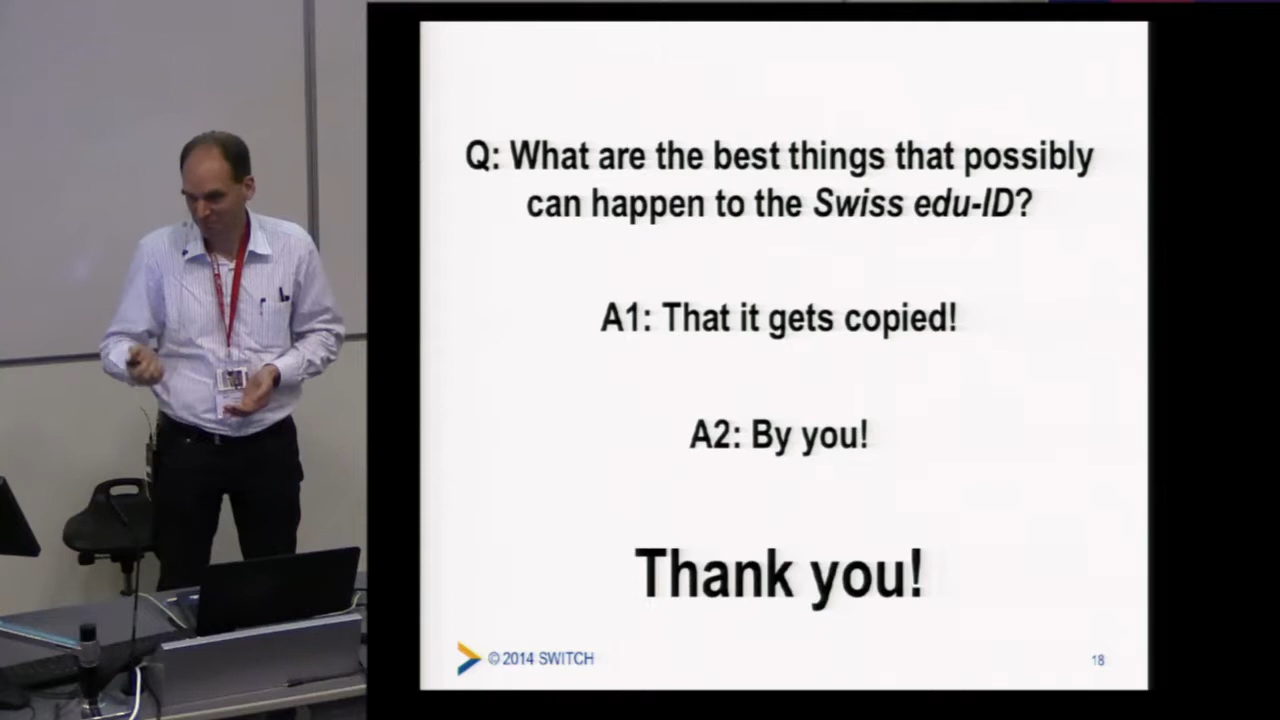 Q: What are the best things that possibly
can happen to the Swiss edu-ID?
A1: That it gets copied!
A2: By you!
Thank you!
© 2014 SWITCH
18